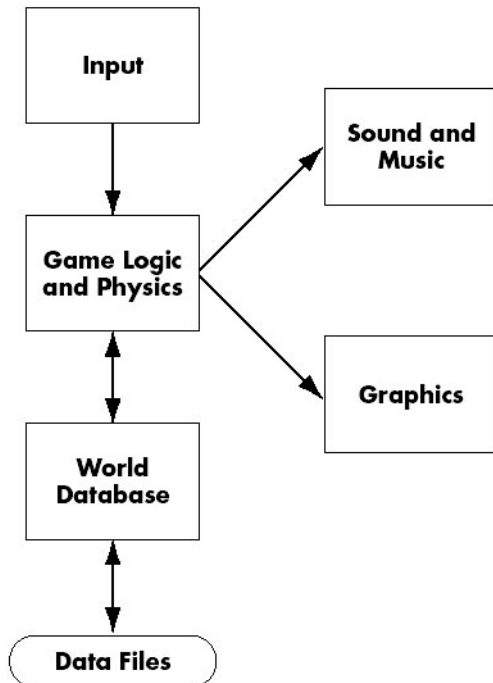 Input
Sound and
Music
Game Logic
and Physics
Graphics
World
Database
Data Files